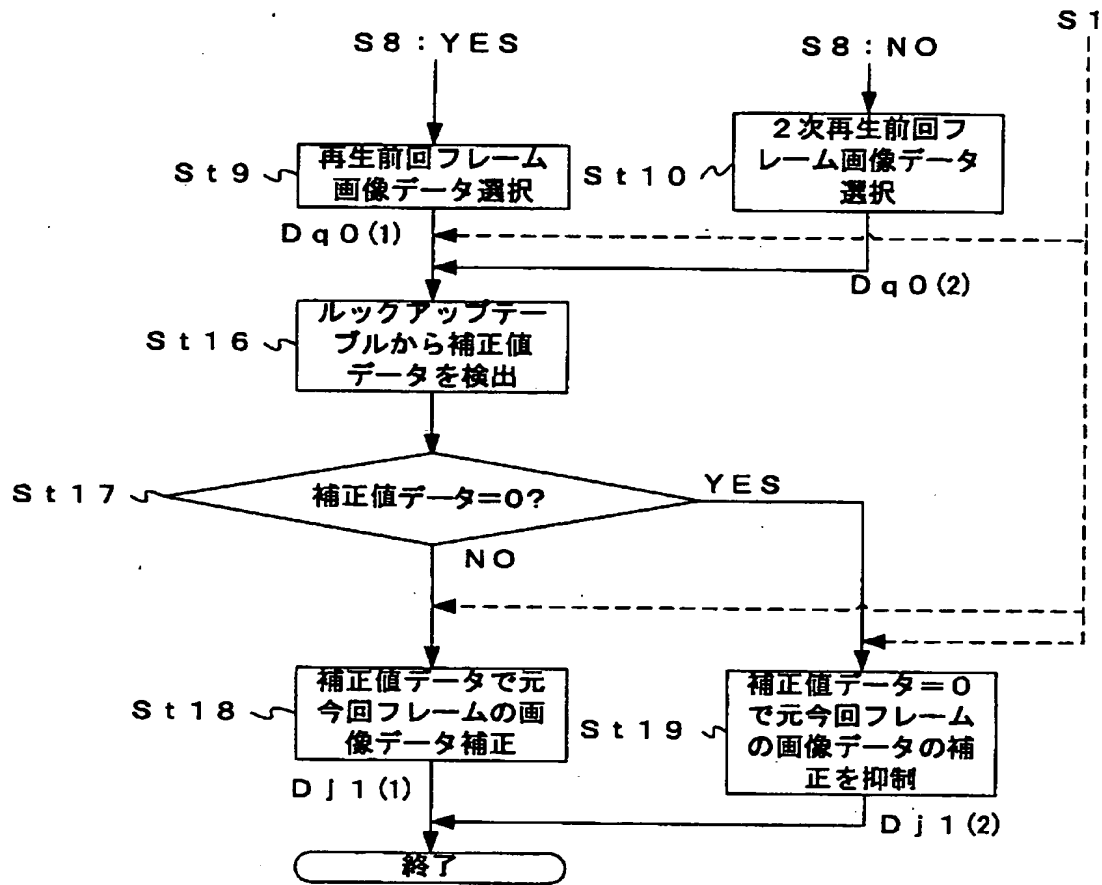 S1
S8:YES
S8:NO
St9
再生前回フレーム
画像データ選択
St10
2次再生前回フ
レーム画像データ
選択
Dq0(1)
Dq0(2)
St16
ルックアップテー
ブルから補正値
データを検出
St17
補正値データ=0?
YES
NO
St18
補正値データで元
今回フレームの画
像データ補正
St19
補正値データ=0
で元今回フレーム
の画像データの補
正を抑制
Dj1(1)
Dj1(2)
終了